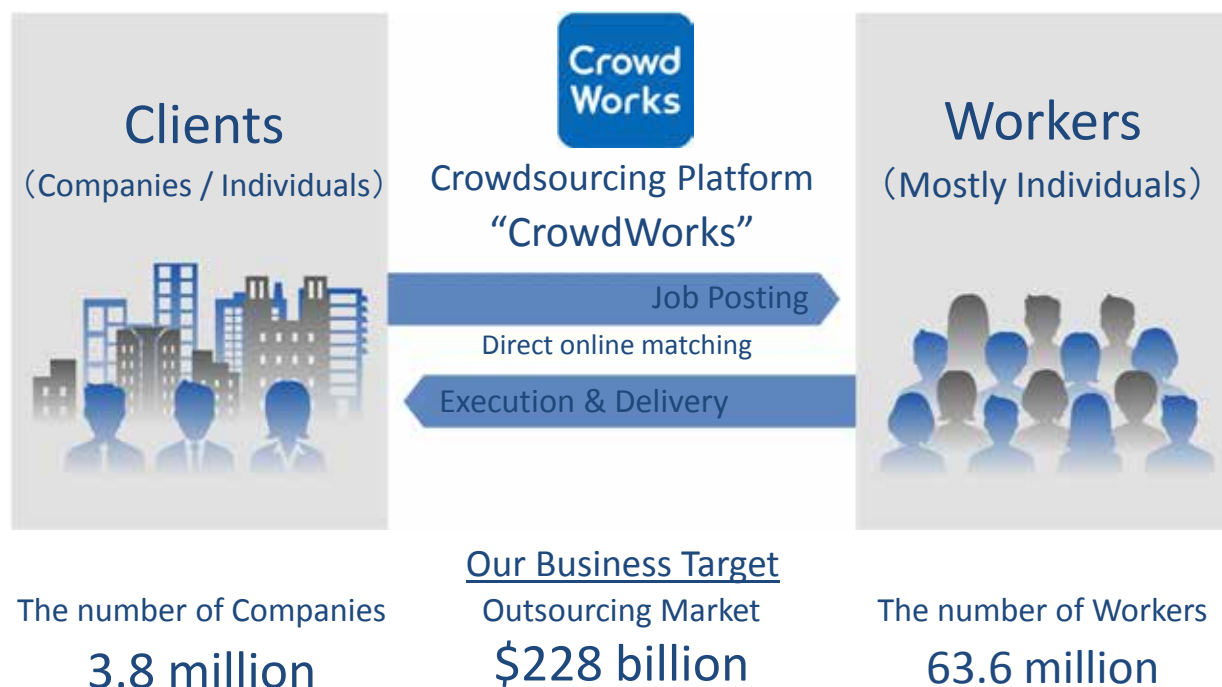 Clients
（Companies / Individuals）
Crowd
Works
Crowdsourcing Platform
“CrowdWorks”
Job Posting
Direct online matching
Execution & Delivery
Workers
（Mostly Individuals）
Our Business Target
The number of Companies
3.8 million
Outsourcing Market
$228 billion
The number of Workers
63.6 million